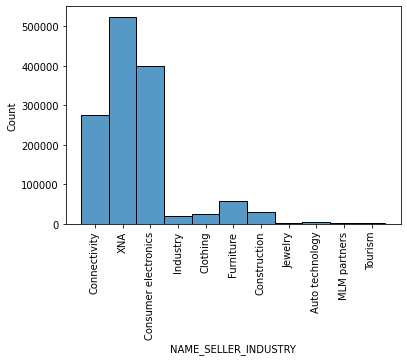 500000
400000
300000
200000
100000
0
Count
Connectivity
XNA
Consumer electronics
Industry
Clothing
Furniture
Construction
Jewelry
Auto technology
MLM partners
Tourism
NAME_SELLER_INDUSTRY